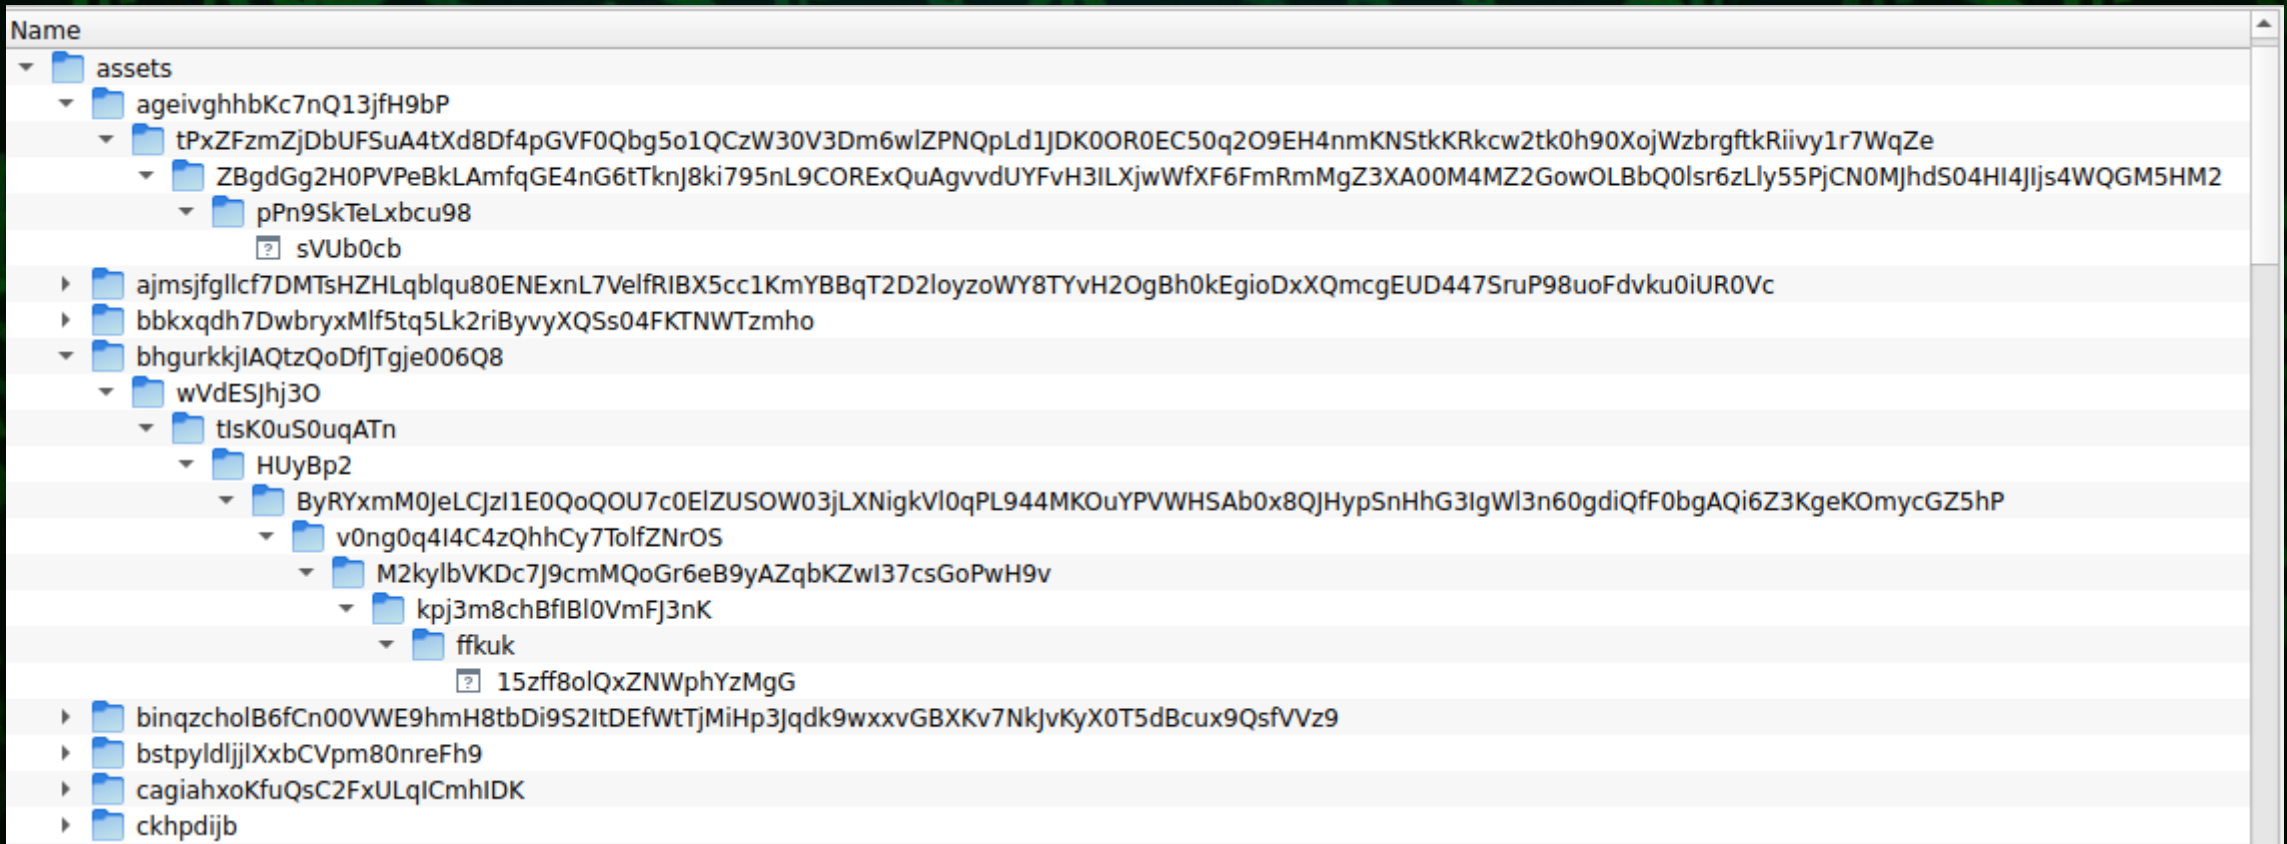 Name
assets
ageivghhbKc7nQ13jfH9bP
tPxZFzmZjDbUFSuA4tXd8Df4pGVF0Qbg5o1QCzW30V3Dm6wlZPNQpLd1JDK0OR0EC50q2O9EH4nmKNStkKRkcw2tk0h90XojWzbrgftkRiivy1r7WqZe
ZBgdGg2H0PVPeBkLAmfqGE4nG6tTknJ8ki795nL9CORExQuAgvvdUYFvH3ILXjwWfXF6FmRmMgZ3XA00M4MZ2GowOLBbQ0lsr6zLly55PjCN0MJhdS04HI4JIjs4WQGM5HM2
pPn9SkTeLxbcu98
sVUb0cb
ajmsjfgllcf7DMTsHZHLqblqu80ENExnL7VelfRIBX5cc1KmYBBqT2D2loyzoWY8TYvH2OgBh0kEgioDxXQmcgEUD447SruP98uoFdvku0iUR0Vc
bbkxqdh7DwbryxMlf5tq5Lk2riByvyXQSs04FKTNWTzmho
bhgurkkjIAQtzQoDfJTgje006Q8
wVdESJhj3O
tIsK0uS0uqATn
HUyBp2
ByRYxmM0JeLCJzI1E0QoQOU7c0ElZUSOW03jLXNigkVl0qPL944MKOuYPVWHSAb0x8QJHypSnHhG3IgWl3n60gdiQfF0bgAQi6Z3KgeKOmycGZ5hP
v0ng0q4I4C4zQhhCy7TolfZNrOS
M2kylbVKDc7J9cmMQoGr6eB9yAZqbKZwI37csGoPwH9v
kpj3m8chBfIBl0VmFJ3nK
ffkuk
15zff8olQxZNWphYzMgG
binqzcholB6fCn00VWE9hmH8tbDi9S2ItDEfWtTjMiHp3Jqdk9wxxvGBXKv7NkJvKyX0T5dBcux9QsfVVz9
bstpyldljjlXxbCVpm80nreFh9
cagiahxoKfuQsC2FxULqICmhIDK
ckhpdijb